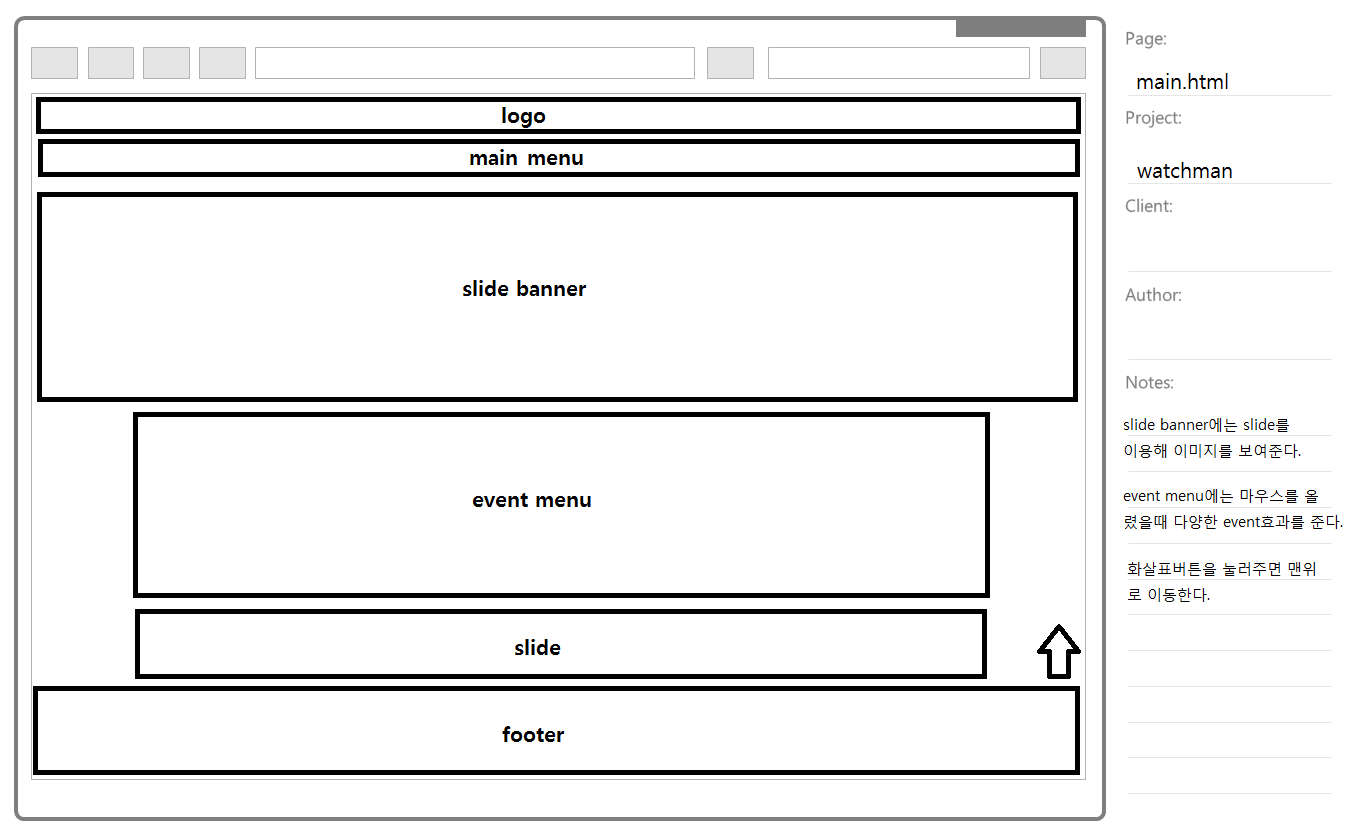 logo
main menu
slide banner
event menu
slide
footer
Page:
main.html
Project:
watchman
Client:
Author:
Notes:
slide banner에는 slide를
이용해 이미지를 보여준다.
event menu에는 마우스를 올
렸을때 다양한 event효과를 준다.
화살표버튼을 눌러주면 맨위
로 이동한다.